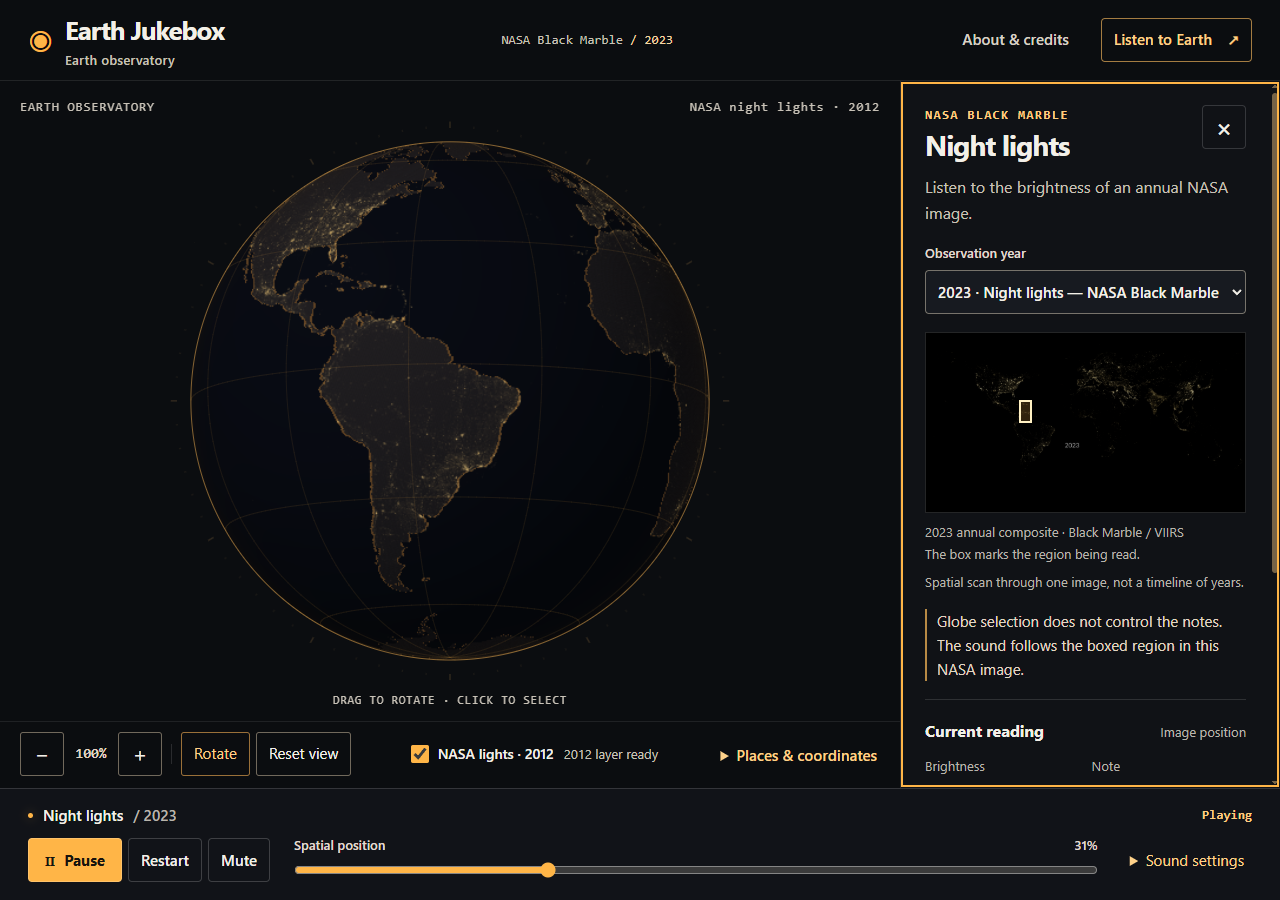 Earth Jukebox
Earth observatory
NASA Black Marble / 2023
About & credits
Listen to Earth ↗
EARTH OBSERVATORY
NASA night lights · 2012
DRAG TO ROTATE · CLICK TO SELECT
− 100% + Rotate Reset view
NASA lights · 2012 2012 layer ready
▶ Places & coordinates
NASA BLACK MARBLE
Night lights
×
Listen to the brightness of an annual NASA
image.
Observation year
2023 · Night lights — NASA Black Marble
2023
2023 annual composite · Black Marble / VIIRS
The box marks the region being read.
Spatial scan through one image, not a timeline of years.
Globe selection does not control the notes.
The sound follows the boxed region in this
NASA image.
Current reading Image position
Brightness Note
Night lights / 2023
Playing
Pause Restart Mute
Spatial position 31%
▶ Sound settings